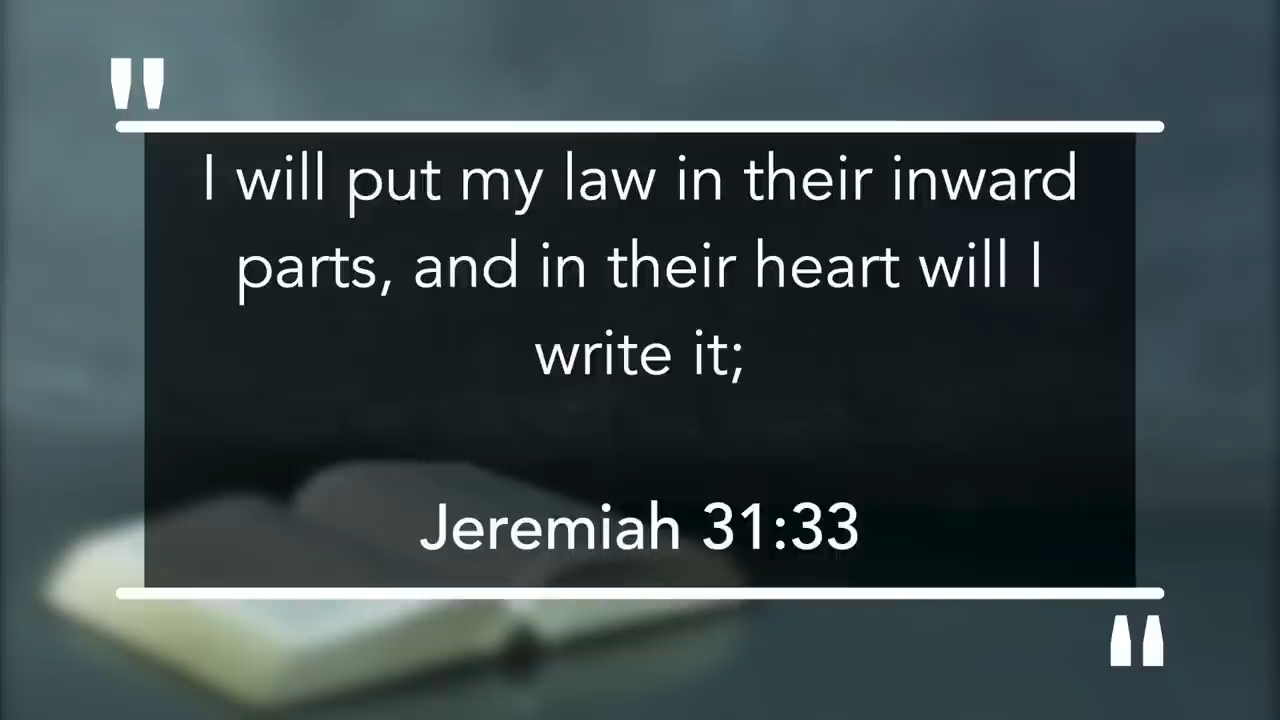 "
I will put my law in their inward
parts, and in their heart will I
write it;
Jeremiah 31:33
"